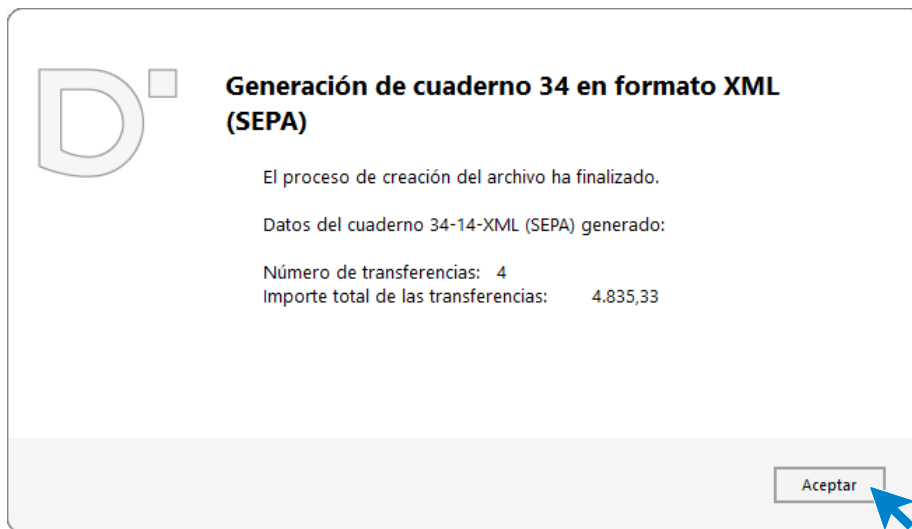 Generación de cuaderno 34 en formato XML
(SEPA)
El proceso de creación del archivo ha finalizado.
Datos del cuaderno 34-14-XML (SEPA) generado:
Número de transferencias: 4
Importe total de las transferencias: 4.835,33
Aceptar